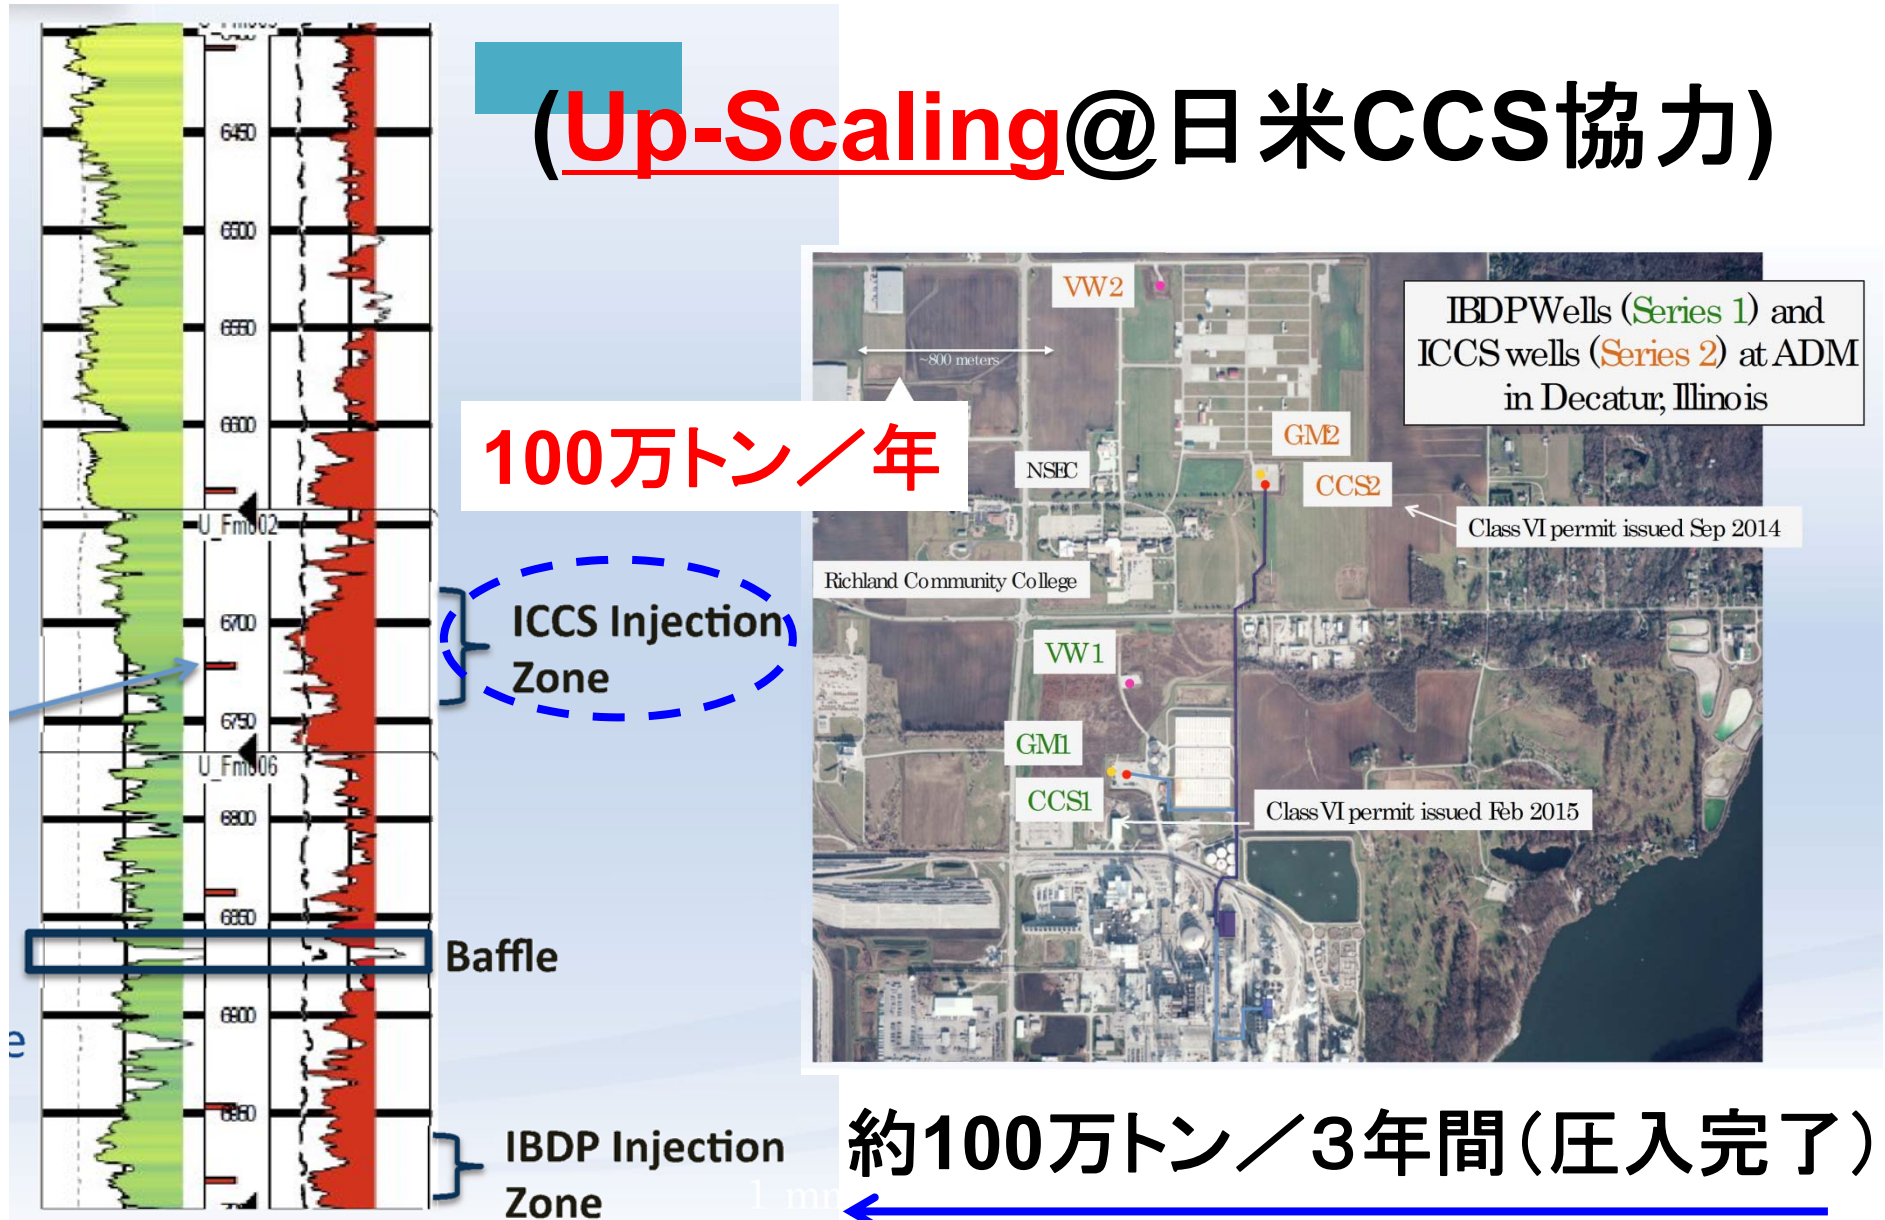 (Up-Scaling@日米CCS協力)
6450
6500
6550
6600
U_Fm002
6700
6750
U_Fm006
6800
6850
6900
6950
ICCS Injection
Zone
Baffle
IBDP Injection
Zone
100万トン／年
VW2
~800 meters
IBDP Wells (Series 1) and
ICCS wells (Series 2) at ADM
in Decatur, Illinois
GM2
NSEC
CCS2
Class VI permit issued Sep 2014
Richland Community College
VW1
GM1
CCS1
Class VI permit issued Feb 2015
約100万トン／３年間（圧入完了）
e